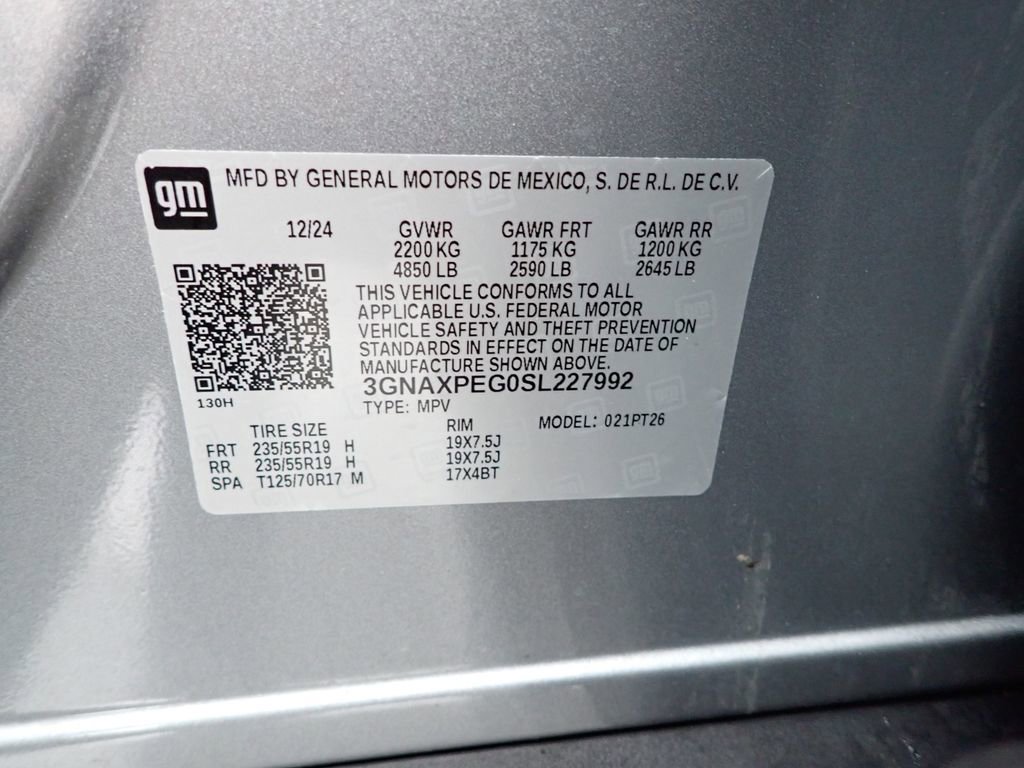 gm
MFD BY GENERAL MOTORS DE MEXICO, S. DE R.L. DE C.V.
12/24 GVWR GAWR FRT GAWR RR
2200 KG 1175 KG 1200 KG
4850 LB 2590 LB 2645 LB
THIS VEHICLE CONFORMS TO ALL
APPLICABLE U.S. FEDERAL MOTOR
VEHICLE SAFETY AND THEFT PREVENTION
STANDARDS IN EFFECT ON THE DATE OF
MANUFACTURE SHOWN ABOVE.
3GNAXPEG0SL227992
130H
TYPE: MPV
MODEL: 021PT26
TIRE SIZE RIM
FRT 235/55R19 H 19X7.5J
RR 235/55R19 H 19X7.5J
SPA T125/70R17 M 17X4BT